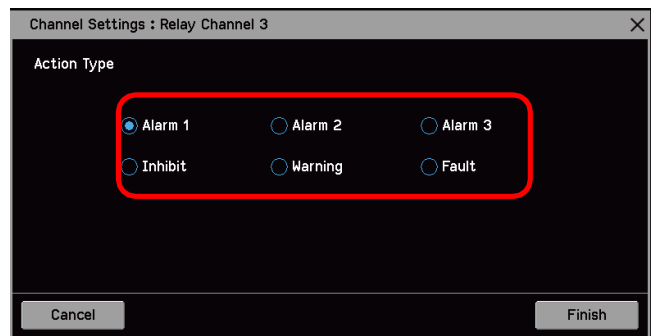 Channel Settings : Relay Channel 3
Action Type
Alarm 1 Alarm 2 Alarm 3
Inhibit Warning Fault
Cancel Finish